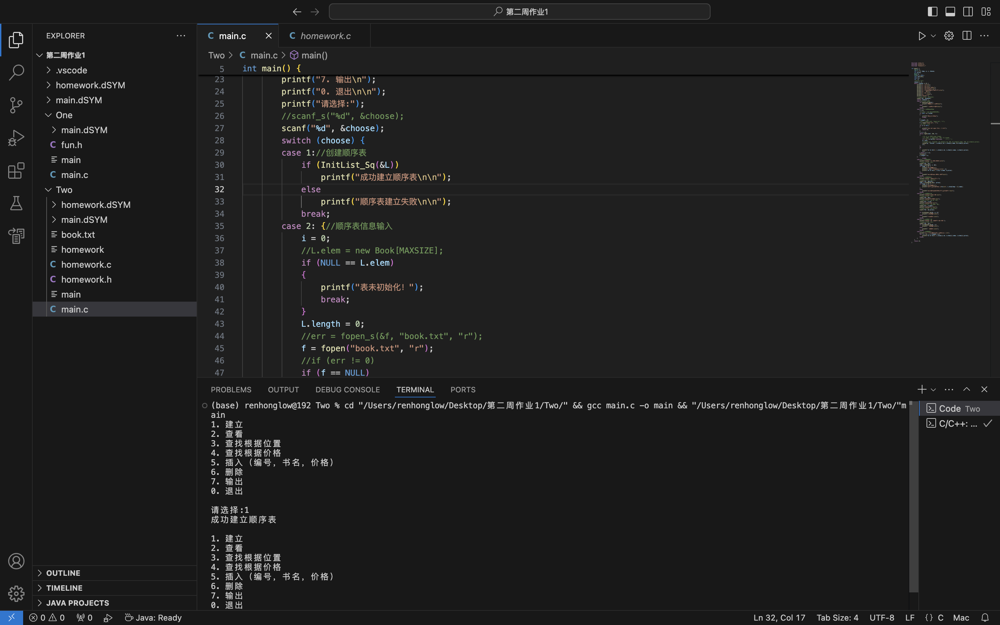 第二周作业1
EXPLORER
第二周作业1
.vscode
homework.dSYM
main.dSYM
One
main.dSYM
fun.h
main
main.c
Two
homework.dSYM
main.dSYM
book.txt
homework
homework.c
homework.h
main
main.c
OUTLINE
TIMELINE
JAVA PROJECTS
main.c
homework.c
Two > main.c > main()
5 int main() {
23 printf("7. 输出\n");
24 printf("0. 退出\n\n");
25 printf("请选择:");
26 //scanf_s("%d", &choose);
27 scanf("%d", &choose);
28 switch (choose) {
29 case 1://创建顺序表
30 if (InitList_Sq(&L))
31 printf("成功建立顺序表\n\n");
32 else
33 printf("顺序表建立失败\n\n");
34 break;
35 case 2: {//顺序表信息输入
36 i = 0;
37 //L.elem = new Book[MAXSIZE];
38 if (NULL == L.elem)
39 {
40 printf("表未初始化！");
41 break;
42 }
43 L.length = 0;
44 //err = fopen_s(&f, "book.txt", "r");
45 f = fopen("book.txt", "r");
46 //if (err != 0)
47 if (f == NULL)
PROBLEMS OUTPUT DEBUG CONSOLE TERMINAL PORTS
(base) renhonglow@192 Two % cd "/Users/renhonglow/Desktop/第二周作业1/Two/" && gcc main.c -o main && "/Users/renhonglow/Desktop/第二周作业1/Two/"m
ain
1. 建立
2. 查看
3. 查找根据位置
4. 查找根据价格
5. 插入（编号，书名，价格）
6. 删除
7. 输出
0. 退出
请选择:1
成功建立顺序表
1. 建立
2. 查看
3. 查找根据位置
4. 查找根据价格
5. 插入（编号，书名，价格）
6. 删除
7. 输出
0. 退出
Code Two
C/C++: ...
0 0 0 Java: Ready Ln 32, Col 17 Tab Size: 4 UTF-8 LF {} C Mac